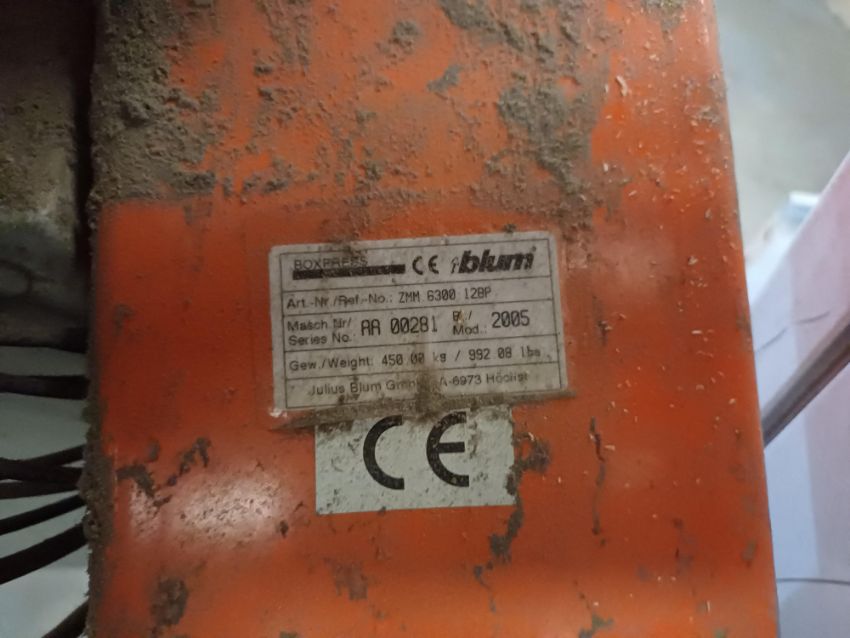 BOXPRESS CE blum
Art.-Nr./Ref.-No.: ZMM 6300 12BP
Masch Nr/ Series No.: AA 00281 Mod.: 2005
Gew./Weight: 450.00 kg / 992.08 lbs
Julius Blum GmbH A-6973 Höchst
CE